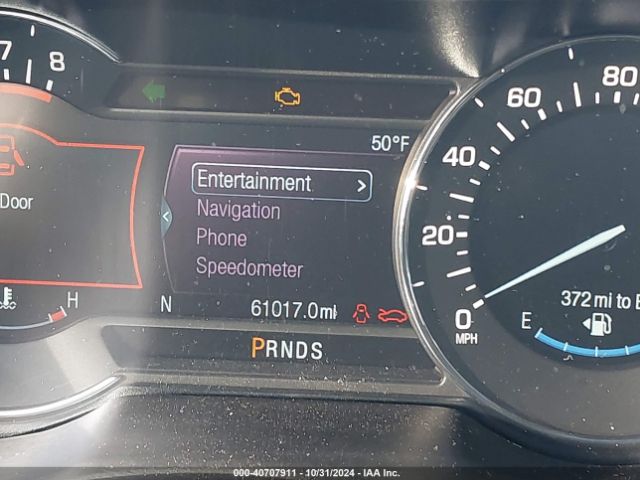 7
8
50°F
Entertainment >
Navigation
Phone
Speedometer
Door
H
N
61017.0mi
PRNDS
0
20
40
60
80
MPH
372 mi to E
E
000-40707911 - 10/31/2024 - IAA Inc.